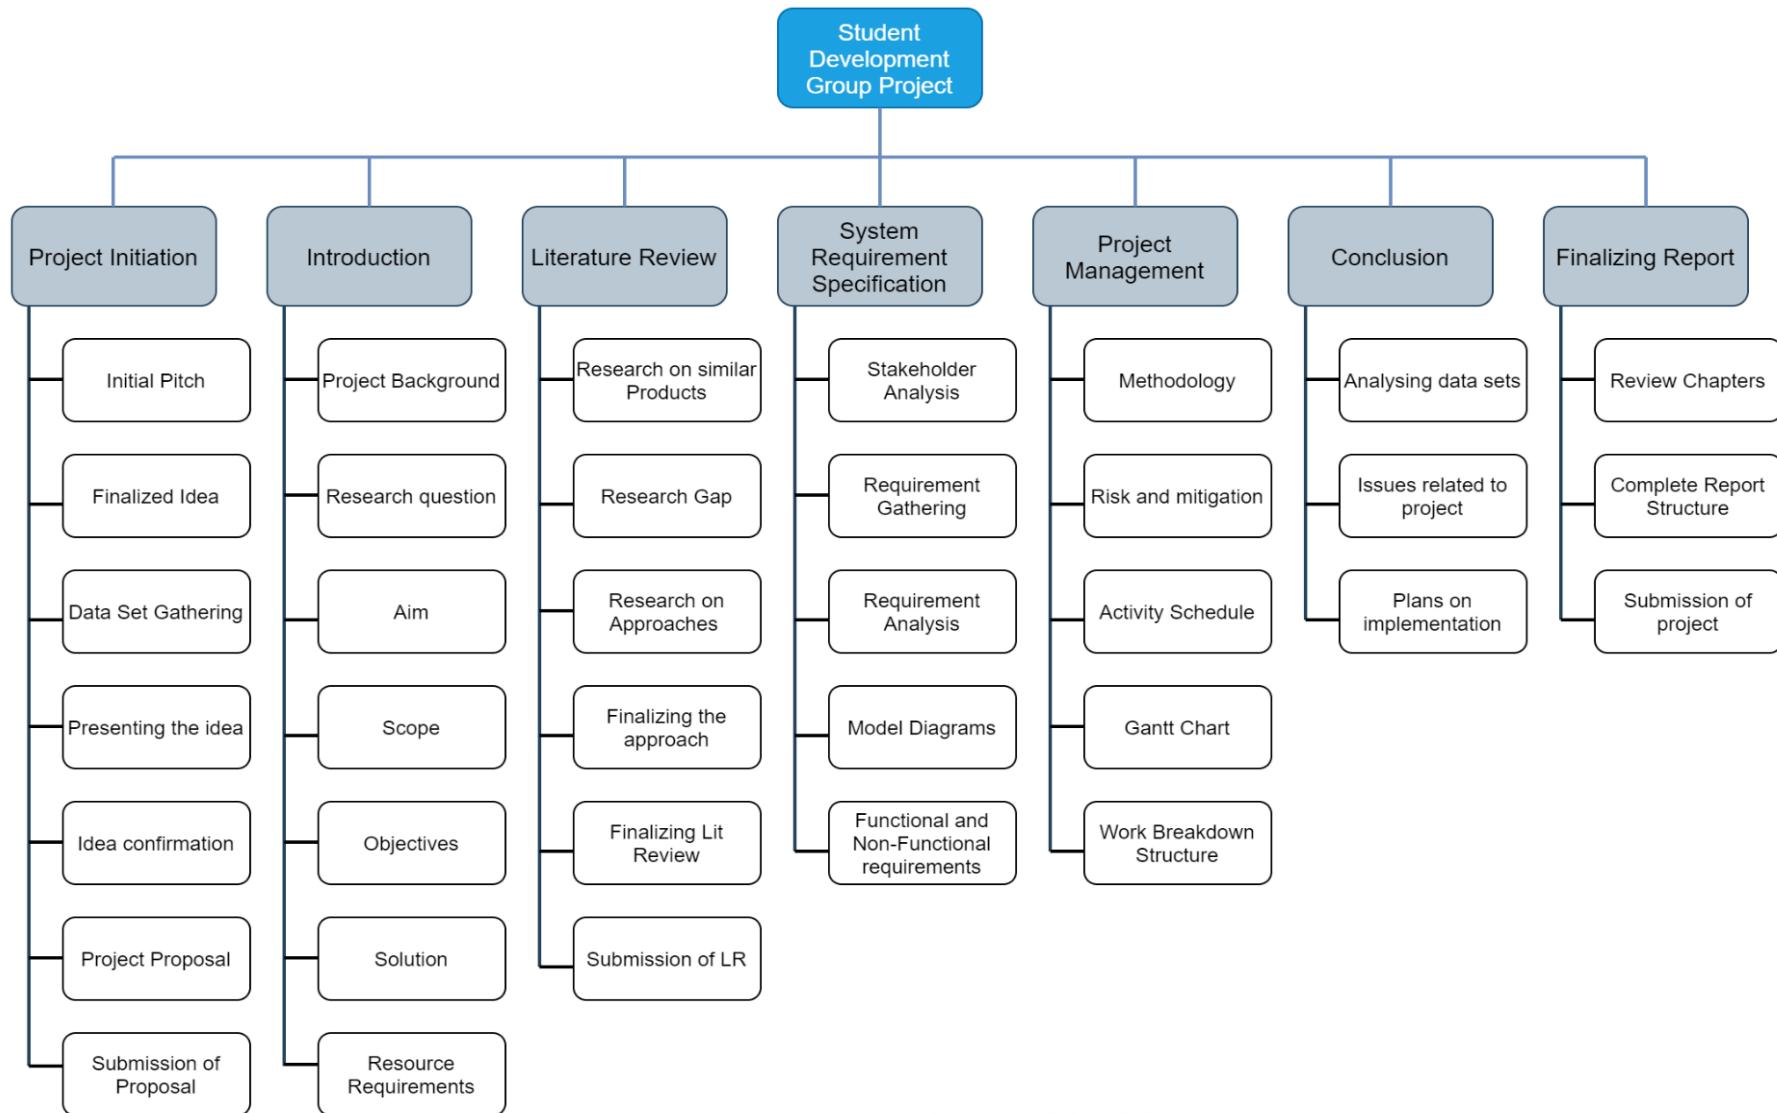 Student
Development
Group Project
Project Initiation
Introduction
Literature Review
System
Requirement
Specification
Project
Management
Conclusion
Finalizing Report
Initial Pitch
Finalized Idea
Data Set Gathering
Presenting the idea
Idea confirmation
Project Proposal
Submission of
Proposal
Project Background
Research question
Aim
Scope
Objectives
Solution
Resource
Requirements
Research on similar
Products
Research Gap
Research on
Approaches
Finalizing the
approach
Finalizing Lit
Review
Submission of LR
Stakeholder
Analysis
Requirement
Gathering
Requirement
Analysis
Model Diagrams
Functional and
Non-Functional
requirements
Methodology
Risk and mitigation
Activity Schedule
Gantt Chart
Work Breakdown
Structure
Analysing data sets
Issues related to
project
Plans on
implementation
Review Chapters
Complete Report
Structure
Submission of
project